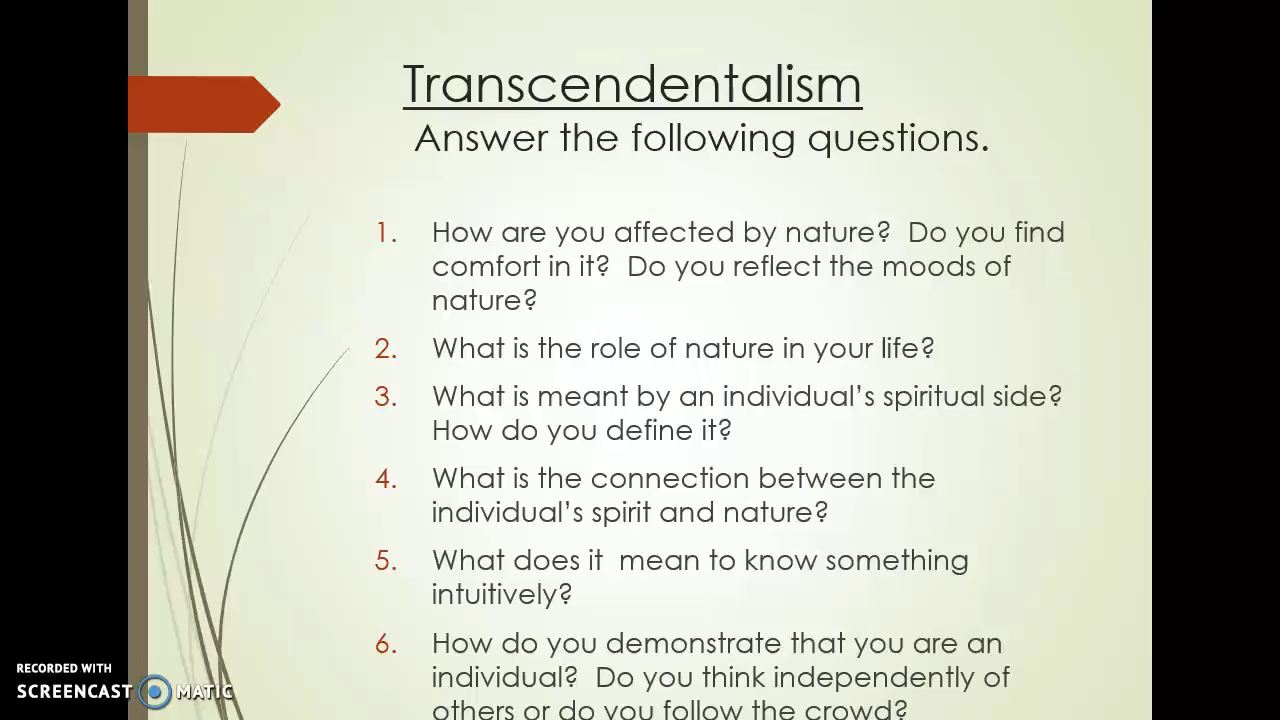 Transcendentalism
Answer the following questions.
1. How are you affected by nature?  Do you find
comfort in it?  Do you reflect the moods of
nature?
2. What is the role of nature in your life?
3. What is meant by an individual’s spiritual side?
How do you define it?
4. What is the connection between the
individual’s spirit and nature?
5. What does it  mean to know something
intuitively?
6. How do you demonstrate that you are an
individual?  Do you think independently of
others or do you follow the crowd?
RECORDED WITH
SCREENCAST MATIC